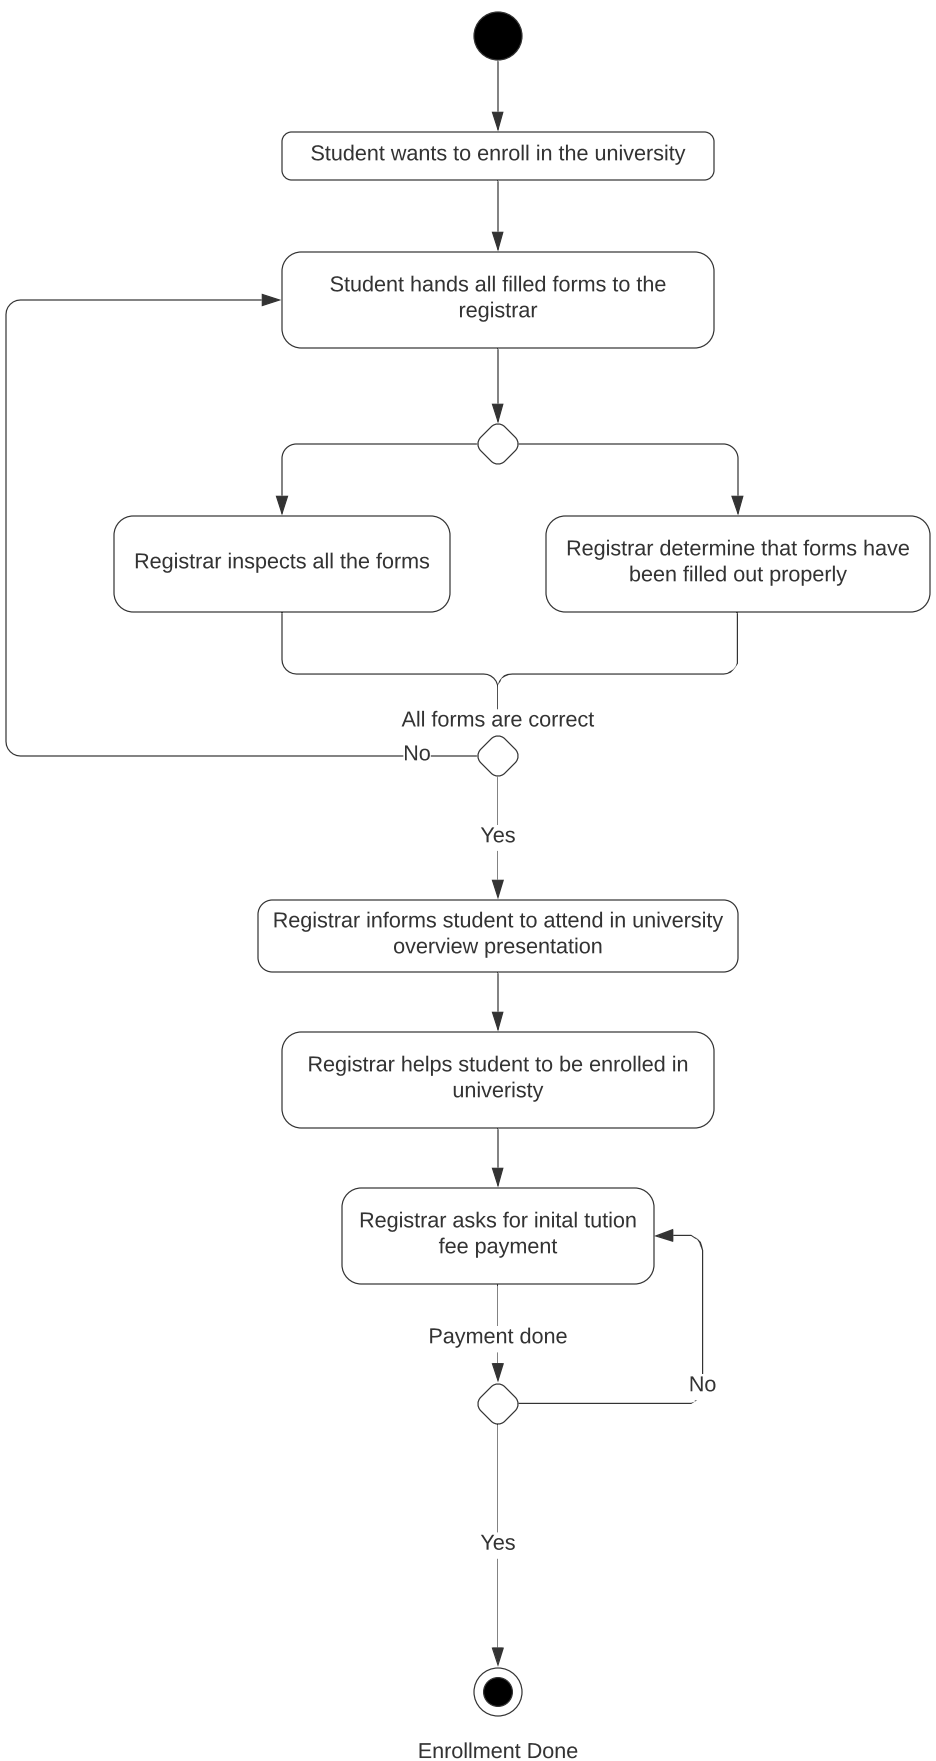 Student wants to enroll in the university
Student hands all filled forms to the
registrar
Registrar inspects all the forms
Registrar determine that forms have
been filled out properly
All forms are correct
No
Yes
Registrar informs student to attend in university
overview presentation
Registrar helps student to be enrolled in
univeristy
Registrar asks for inital tution
fee payment
Payment done
No
Yes
Enrollment Done